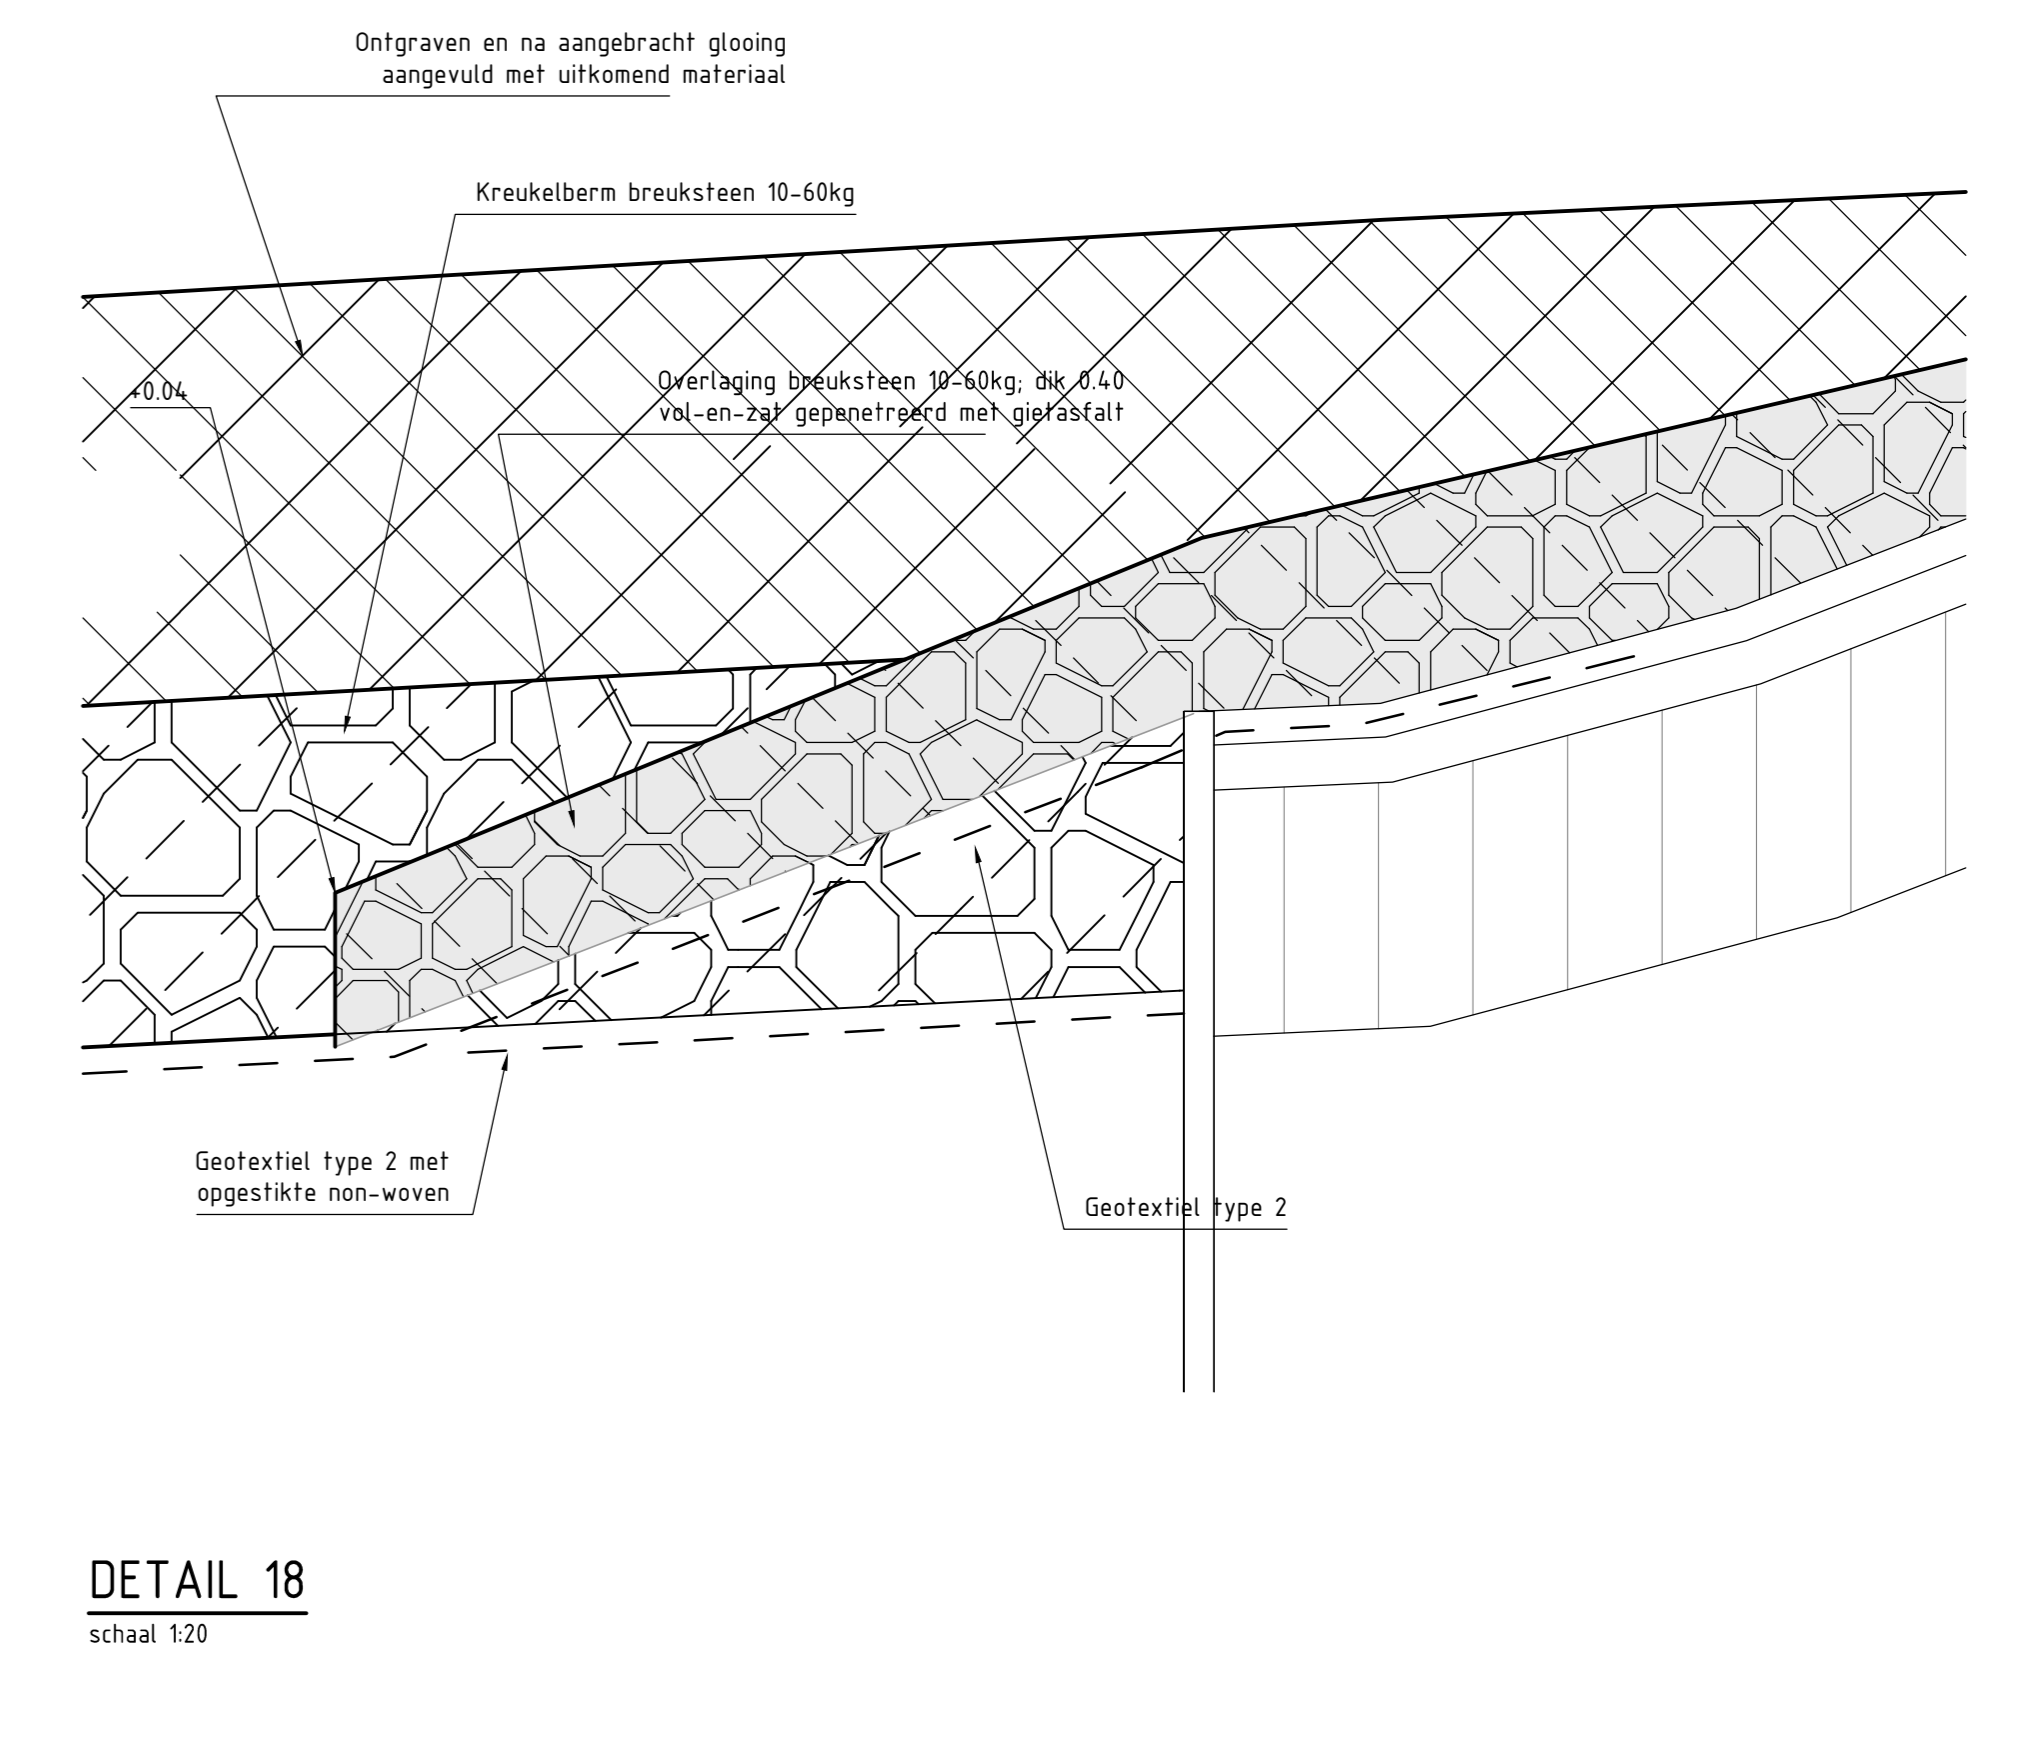 Ontgraven en na aangebracht glooing
aangevuld met uitkomend materiaal
Kreukelberm breuksteen 10-60kg
+0.04
Overlaging breuksteen 10-60kg; dik 0.40
vol-en-zat gepenetreerd met gietasfalt
Geotextiel type 2 met
opgestikte non-woven
Geotextiel type 2
DETAIL 18
schaal 1:20